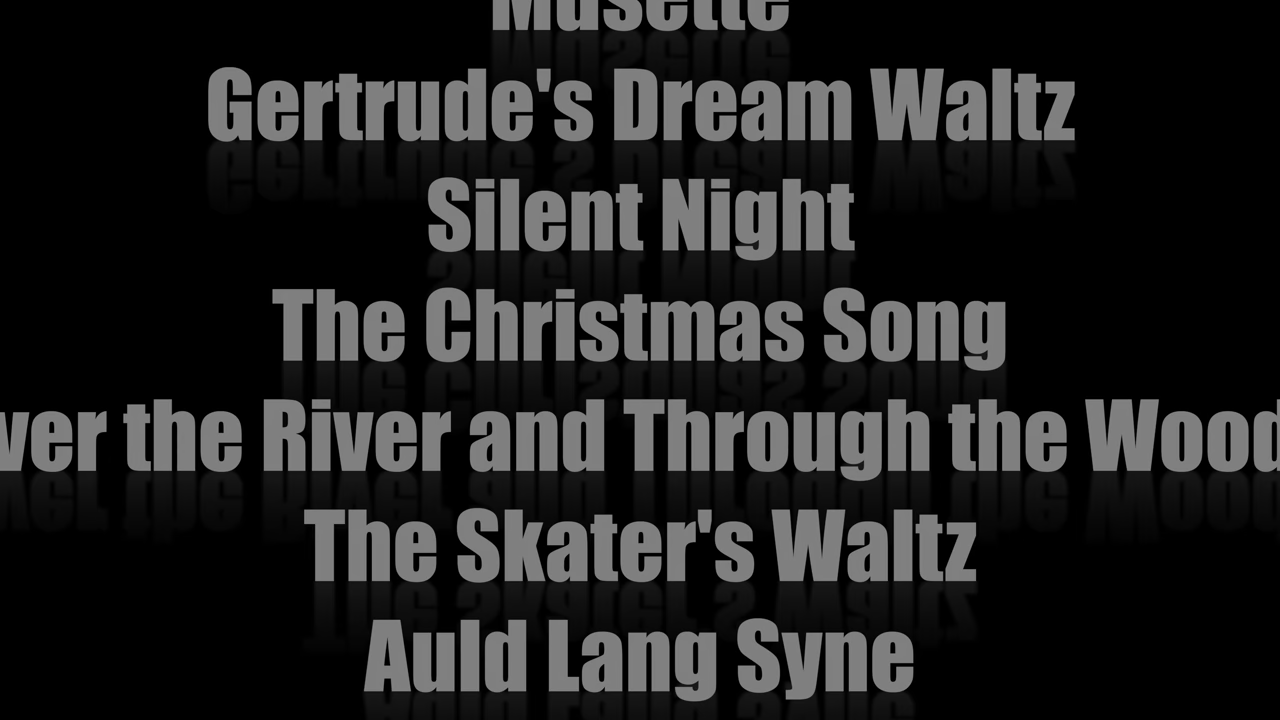 Musette
Gertrude's Dream Waltz
Silent Night
The Christmas Song
ver the River and Through the Wood
The Skater's Waltz
Auld Lang Syne